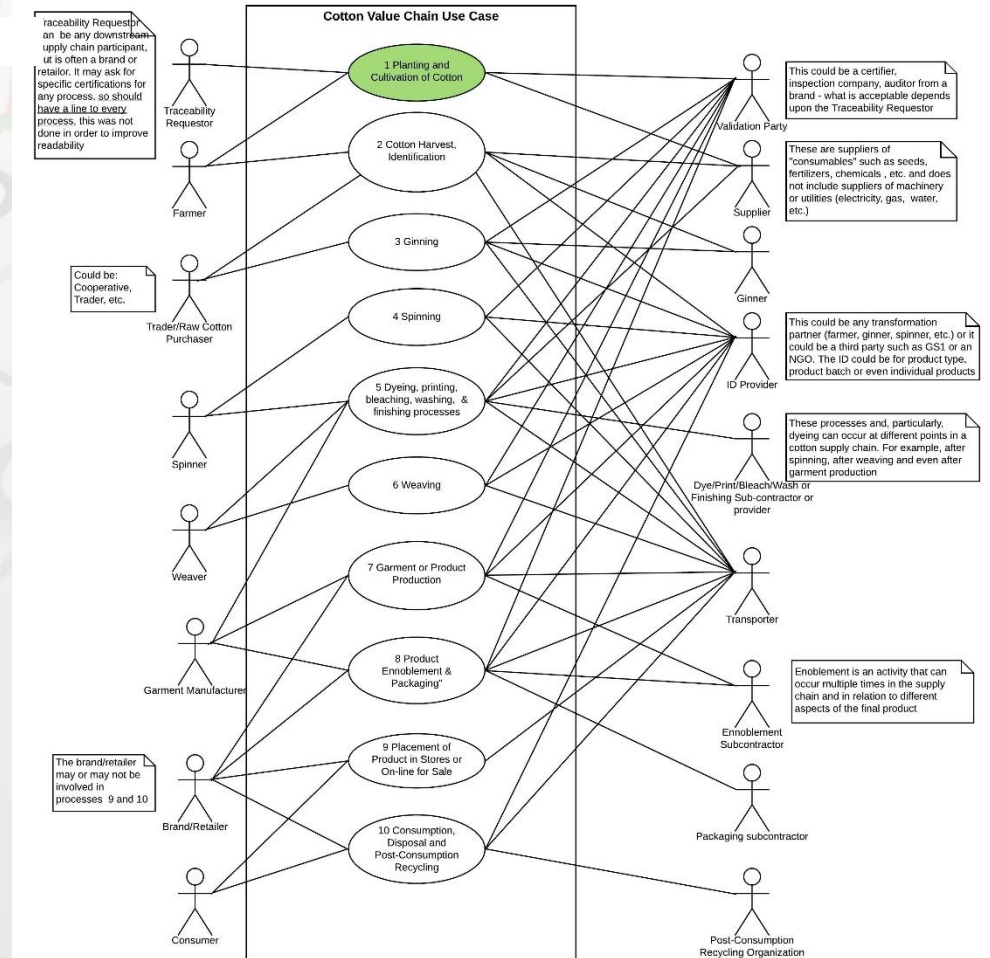 Cotton Value Chain Use Case
raceability Requestor
an be any downstream
upply chain participant,
ut is often a brand or
retailor. It may ask for
specific certifications for
any process, so should
have a line to every
process, this was not
done in order to improve
readability
Traceability
Requestor
Farmer
Could be:
Cooperative,
Trader, etc.
Trader/Raw Cotton
Purchaser
Spinner
Weaver
Garment Manufacturer
The brand/retailer
may or may not be
involved in
processes 9 and 10
Brand/Retailer
Consumer
1 Planting and
Cultivation of Cotton
2 Cotton Harvest,
Identification
3 Ginning
4 Spinning
5 Dyeing, printing,
bleaching, washing, &
finishing processes
6 Weaving
7 Garment or Product
Production
8 Product
Ennoblement &
Packaging"
9 Placement of
Product in Stores or
On-line for Sale
10 Consumption,
Disposal and
Post-Consumption
Recycling
Validation Party
This could be a certifier,
inspection company, auditor from a
brand - what is acceptable depends
upon the Traceability Requestor
Supplier
These are suppliers of
"consumables" such as seeds,
fertilizers, chemicals , etc. and does
not include suppliers of machinery
or utilities (electricity, gas, water,
etc.)
Ginner
ID Provider
This could be any transformation
partner (farmer, ginner, spinner, etc.) or it
could be a third party such as GS1 or an
NGO. The ID could be for product type,
product batch or even individual products
Dye/Print/Bleach/Wash or
Finishing Sub-contractor or
provider
These processes and, particularly,
dyeing can occur at different points in a
cotton supply chain. For example, after
spinning, after weaving and even after
garment production
Transporter
Ennoblement
Subcontractor
Enoblement is an activity that can
occur multiple times in the supply
chain and in relation to different
aspects of the final product
Packaging subcontractor
Post-Consumption
Recycling Organization